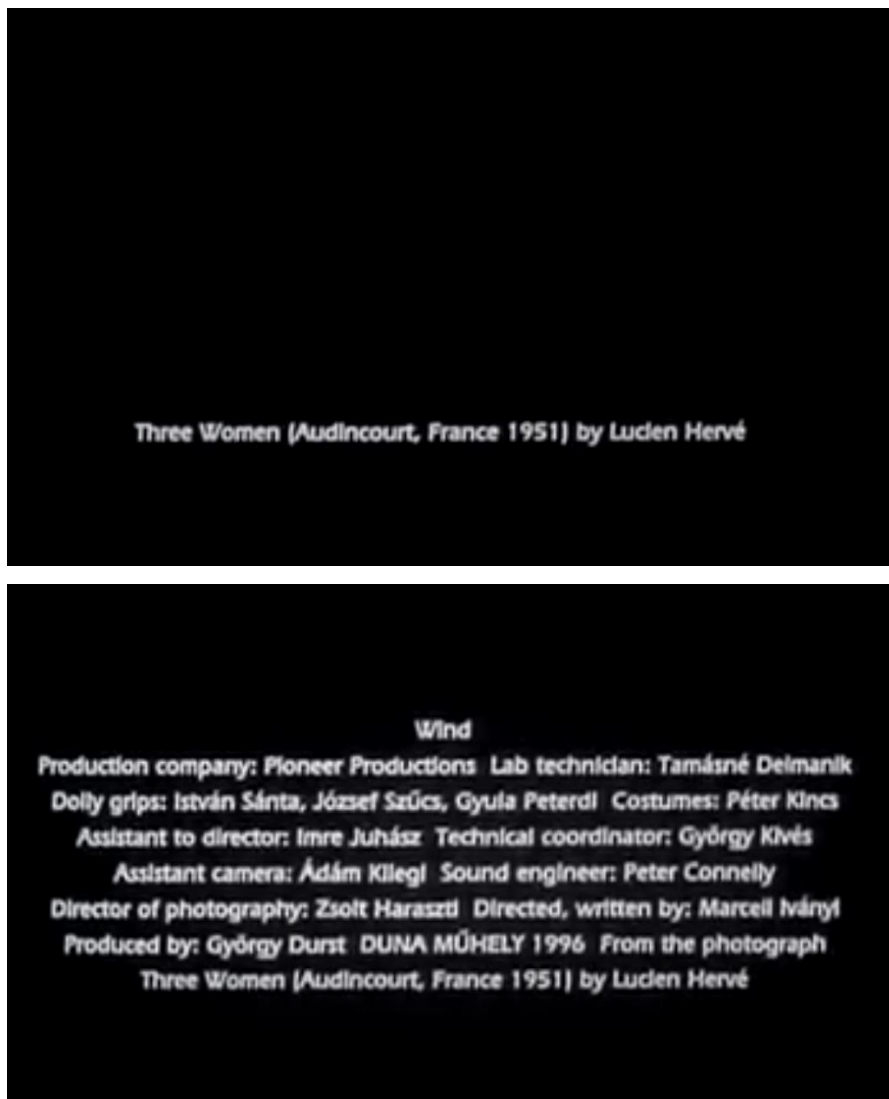 Three Women (Audincourt, France 1951) by Lucien Hervé
Wind
Production company: Pioneer Productions Lab technician: Tamásné Delmanik
Dolly grips: István Sánta, József Szűcs, Gyula Peterdi Costumes: Péter Kincs
Assistant to director: Imre Juhász Technical coordinator: György Kivés
Assistant camera: Ádám Kliegl Sound engineer: Peter Connelly
Director of photography: Zsolt Haraszti Directed, written by: Marcell Iványi
Produced by: György Durst DUNA MŰHELY 1996 From the photograph
Three Women (Audincourt, France 1951) by Lucien Hervé